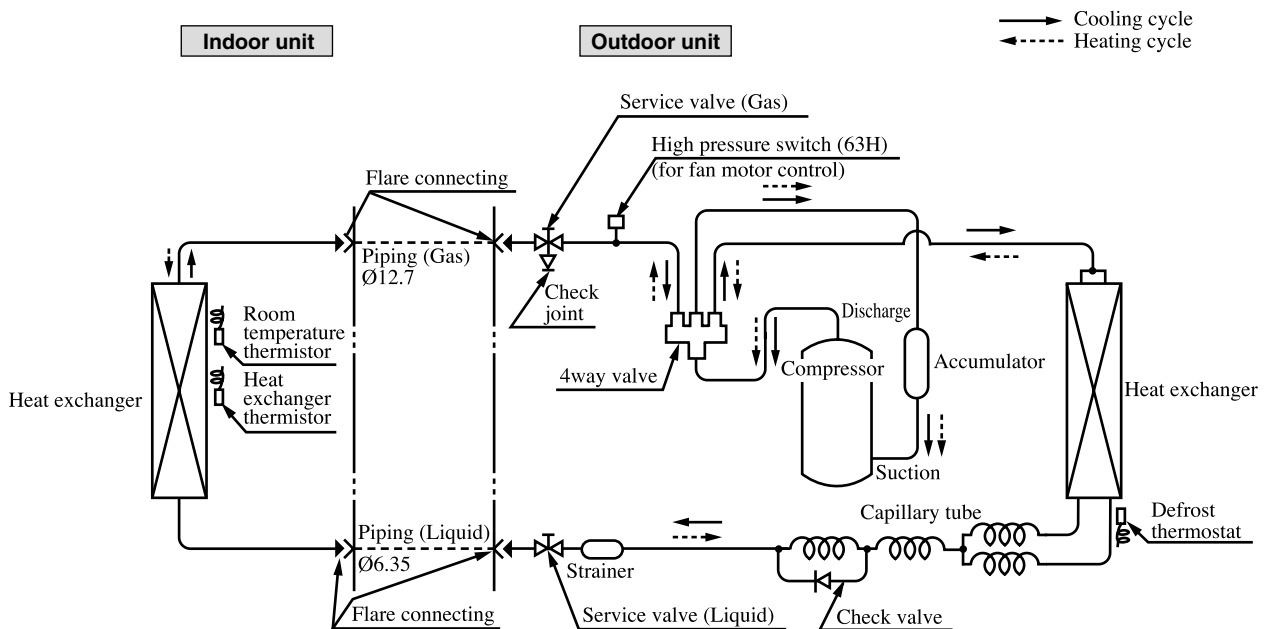 Indoor unit
Outdoor unit
Cooling cycle
Heating cycle
Service valve (Gas)
High pressure switch (63H)
(for fan motor control)
Flare connecting
Piping (Gas)
Ø12.7
Check
joint
Room
temperature
thermistor
Discharge
Compressor
Accumulator
4way valve
Heat
exchanger
thermistor
Heat exchanger
Heat exchanger
Suction
Capillary tube
Defrost
thermostat
Piping (Liquid)
Ø6.35
Strainer
Flare connecting
Service valve (Liquid)
Check valve